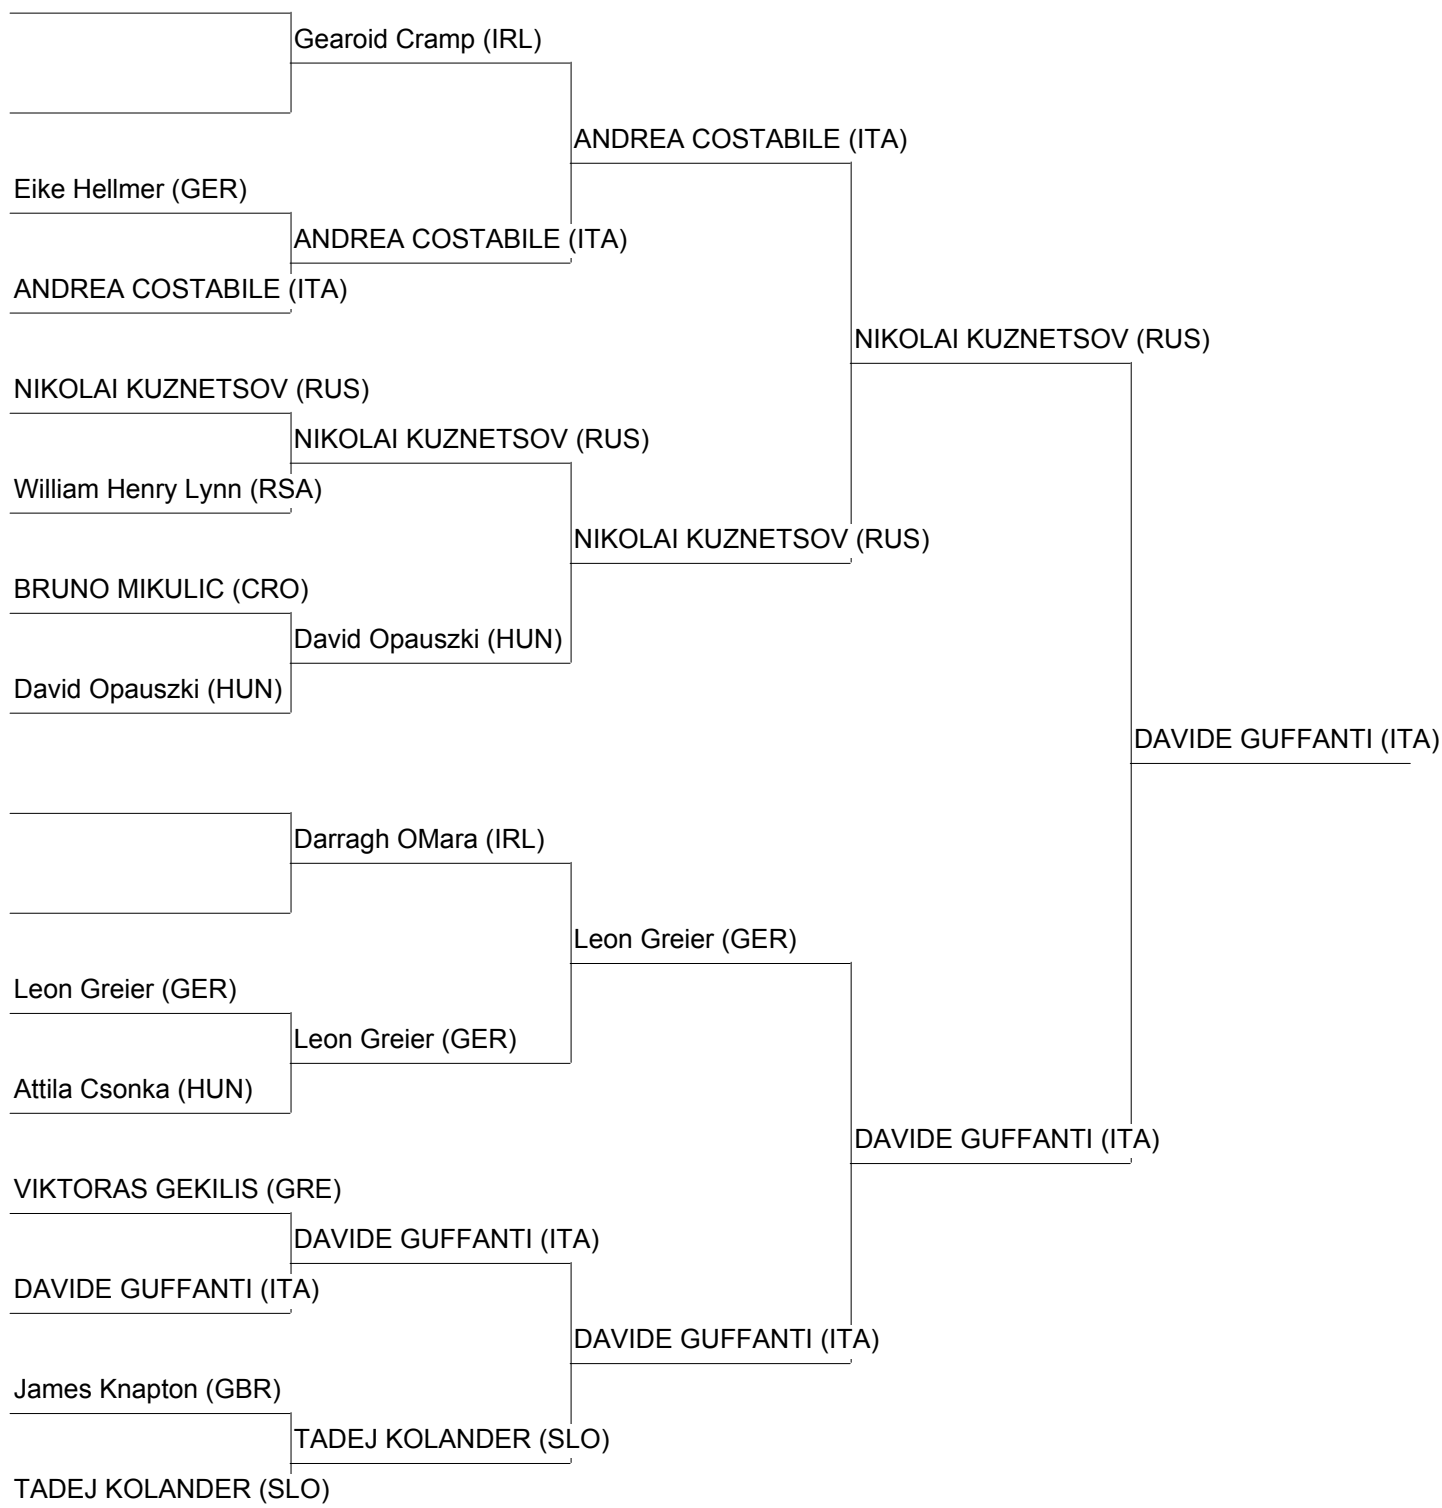 Gearoid Cramp (IRL)
ANDREA COSTABILE (ITA)
Eike Hellmer (GER)
ANDREA COSTABILE (ITA)
ANDREA COSTABILE (ITA)
NIKOLAI KUZNETSOV (RUS)
NIKOLAI KUZNETSOV (RUS)
NIKOLAI KUZNETSOV (RUS)
William Henry Lynn (RSA)
NIKOLAI KUZNETSOV (RUS)
BRUNO MIKULIC (CRO)
David Opauszki (HUN)
David Opauszki (HUN)
DAVIDE GUFFANTI (ITA)
Darragh OMara (IRL)
Leon Greier (GER)
Leon Greier (GER)
Leon Greier (GER)
Attila Csonka (HUN)
DAVIDE GUFFANTI (ITA)
VIKTORAS GEKILIS (GRE)
DAVIDE GUFFANTI (ITA)
DAVIDE GUFFANTI (ITA)
DAVIDE GUFFANTI (ITA)
James Knapton (GBR)
TADEJ KOLANDER (SLO)
TADEJ KOLANDER (SLO)